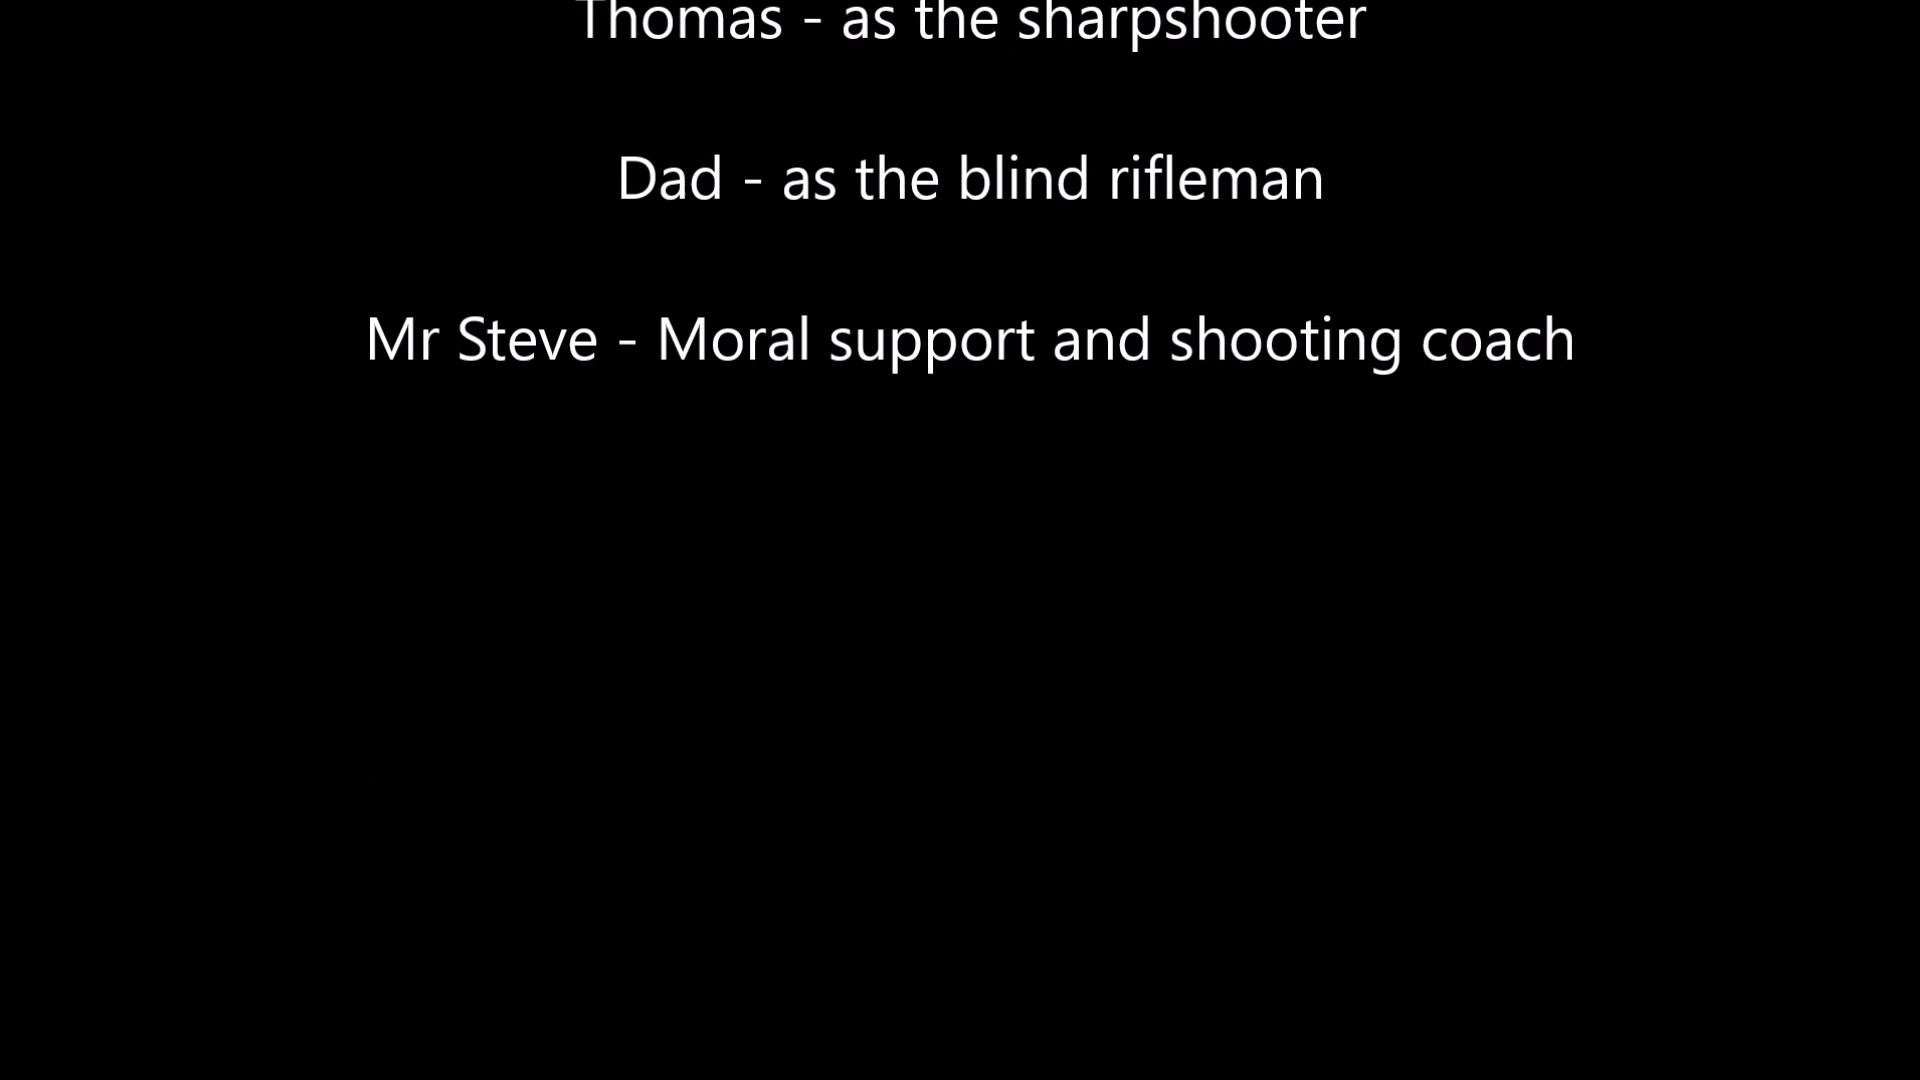 Thomas - as the sharpshooter
Dad - as the blind rifleman
Mr Steve - Moral support and shooting coach